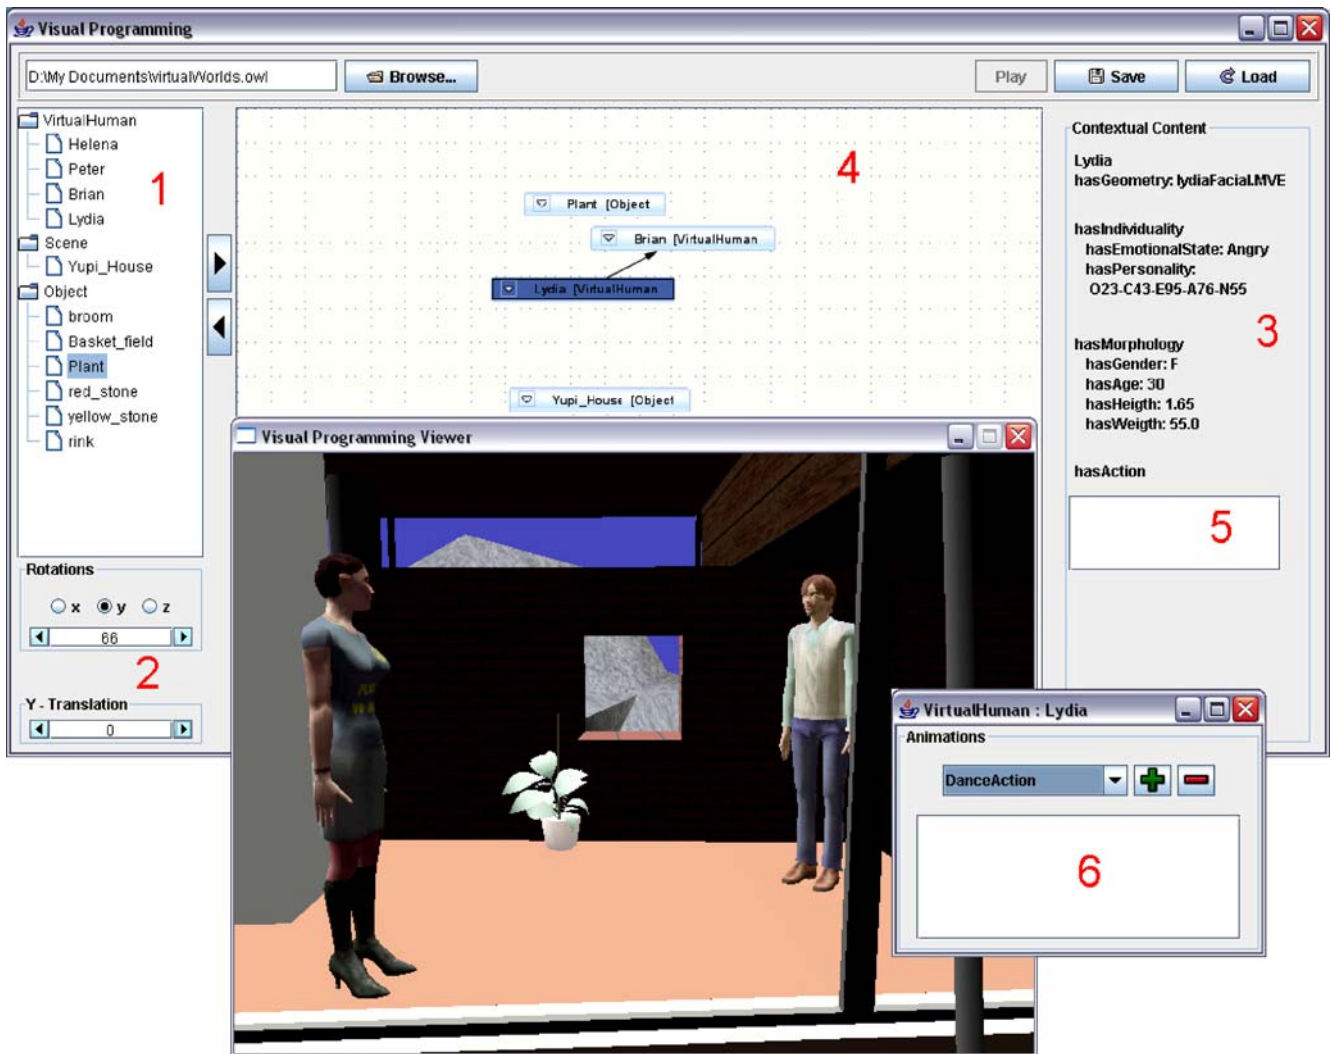 Visual Programming
D:\My Documents\virtualWorlds.owl
Browse...
Play
Save
Load
VirtualHuman
Helena
Peter
Brian
Lydia
Scene
Yupi_House
Object
broom
Basket_field
Plant
red_stone
yellow_stone
rink
1
Rotations
x
y
z
66
2
Y - Translation
0
4
Plant [Object
Brian [VirtualHuman
Lydia [VirtualHuman
Yupi_House [Object
Contextual Content
Lydia
hasGeometry: lydiaFacial.MVE
hasIndividuality
hasEmotionalState: Angry
hasPersonality:
O23-C43-E95-A76-N55
3
hasMorphology
hasGender: F
hasAge: 30
hasHeigth: 1.65
hasWeigth: 55.0
hasAction
5
Visual Programming Viewer
VirtualHuman : Lydia
Animations
DanceAction
6